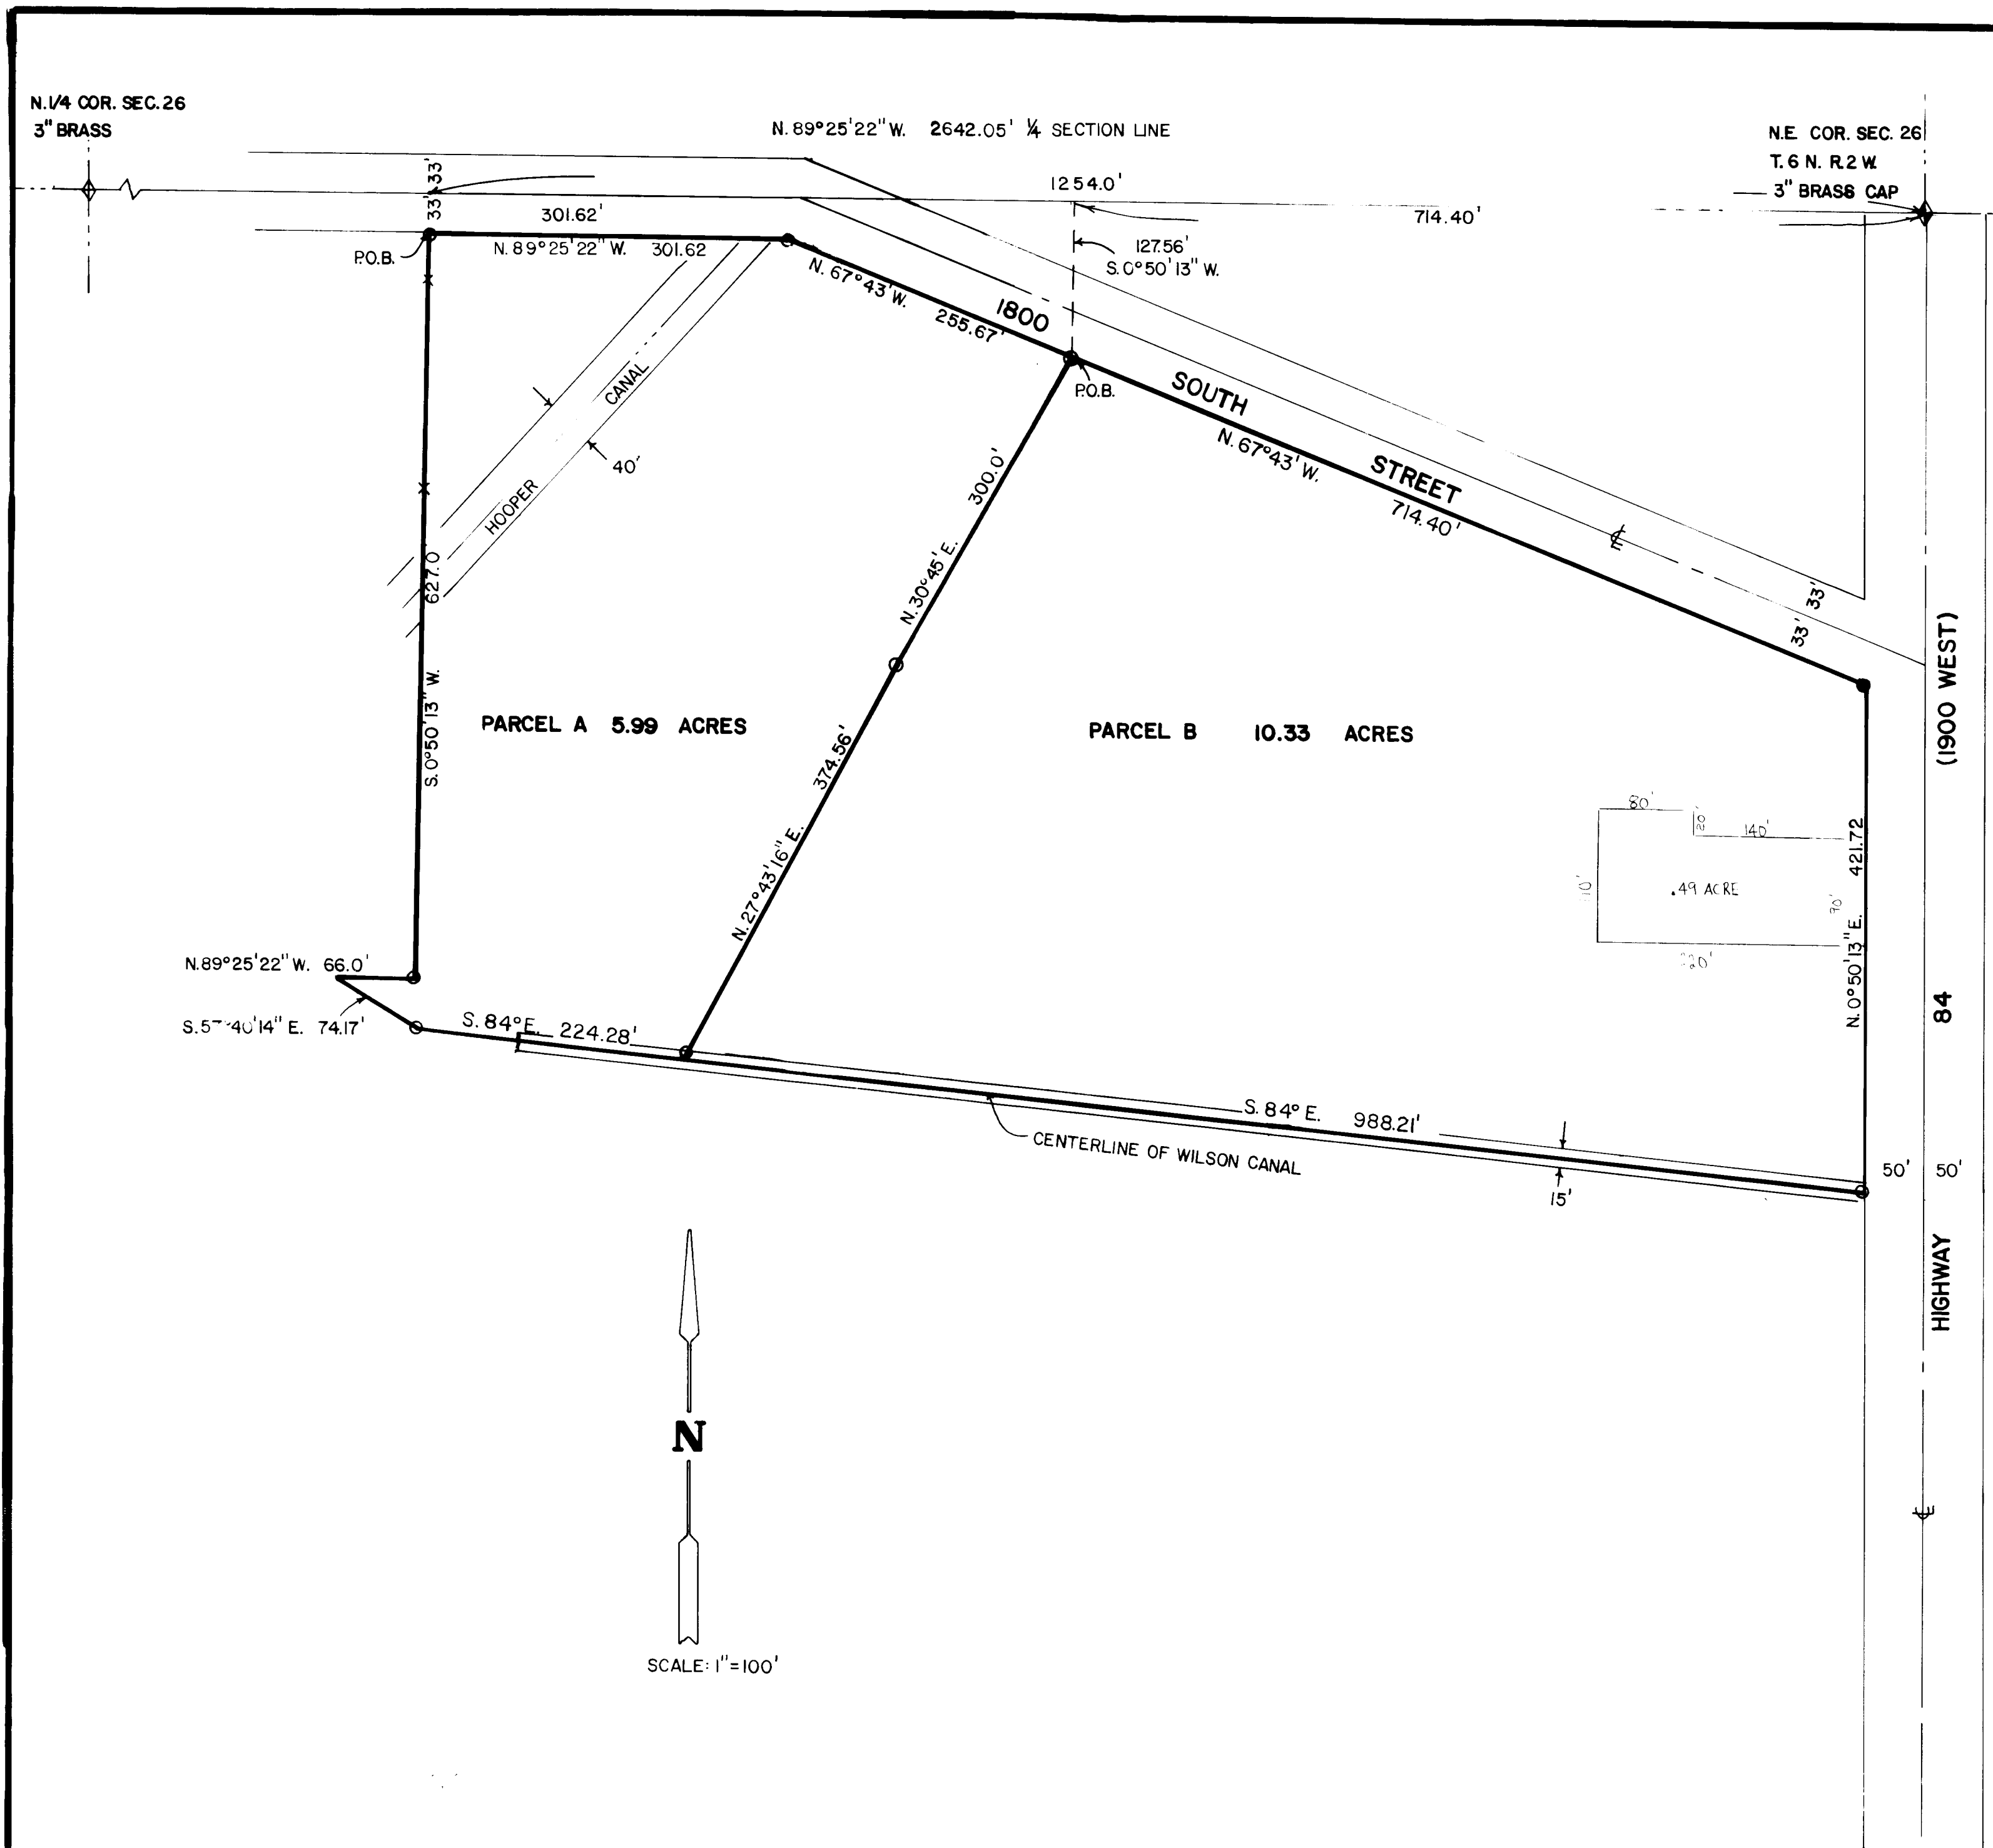 N.1/4 COR. SEC. 26
3" BRASS
N. 89°25'22" W. 2642.05' 1/4 SECTION LINE
N.E. COR. SEC. 26
T. 6 N. R. 2 W.
3" BRASS CAP
33'
33'
1254.0'
301.62'
714.40'
N. 89°25'22" W. 301.62
P.O.B.
127.56'
S. 0°50'13" W.
N. 67°43' W. 255.67'
1800 SOUTH STREET
P.O.B.
N. 67°43' W. 714.40'
HOOPER CANAL
40'
N. 30°45' E. 300.0'
33'
33'
S. 0°50'13" W. 627.0'
(1900 WEST)
PARCEL A 5.99 ACRES
PARCEL B 10.33 ACRES
N. 27°43'16" E. 374.56'
80'
20'
140'
.49 ACRE
90'
N. 0°50'13" E. 421.72
N. 89°25'22" W. 66.0'
S. 57°40'14" E. 74.17'
S. 84° E. 224.28'
84
S. 84° E. 988.21'
CENTERLINE OF WILSON CANAL
15'
50'
50'
HIGHWAY
N
SCALE: 1"=100'